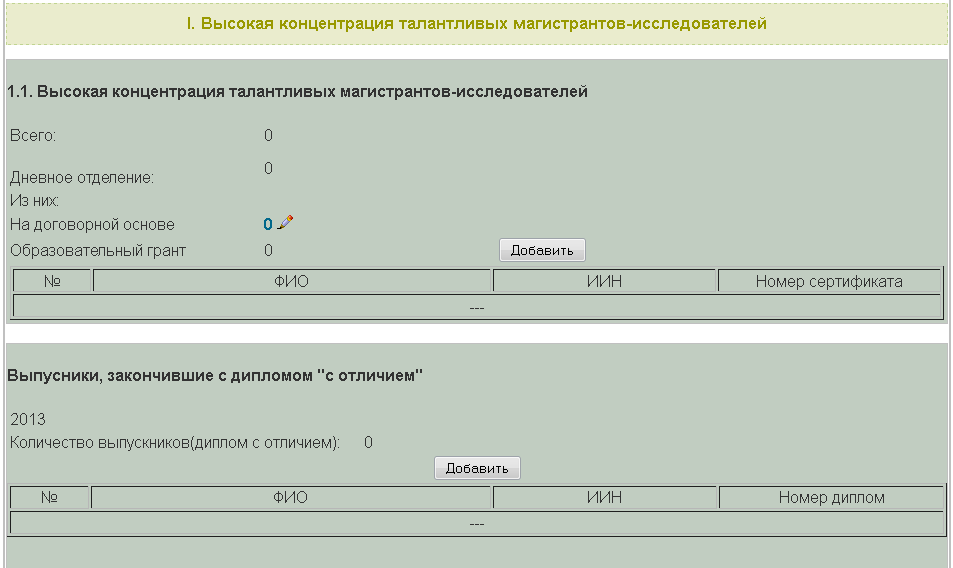 I. Высокая концентрация талантливых магистрантов-исследователей
1.1. Высокая концентрация талантливых магистрантов-исследователей
Всего: 0
Дневное отделение: 0
Из них:
На договорной основе 0
Образовательный грант 0 Добавить
№ ФИО ИИН Номер сертификата
---
Выпусники, закончившие с дипломом "с отличием"
2013
Количество выпускников(диплом с отличием): 0
Добавить
№ ФИО ИИН Номер диплом
---